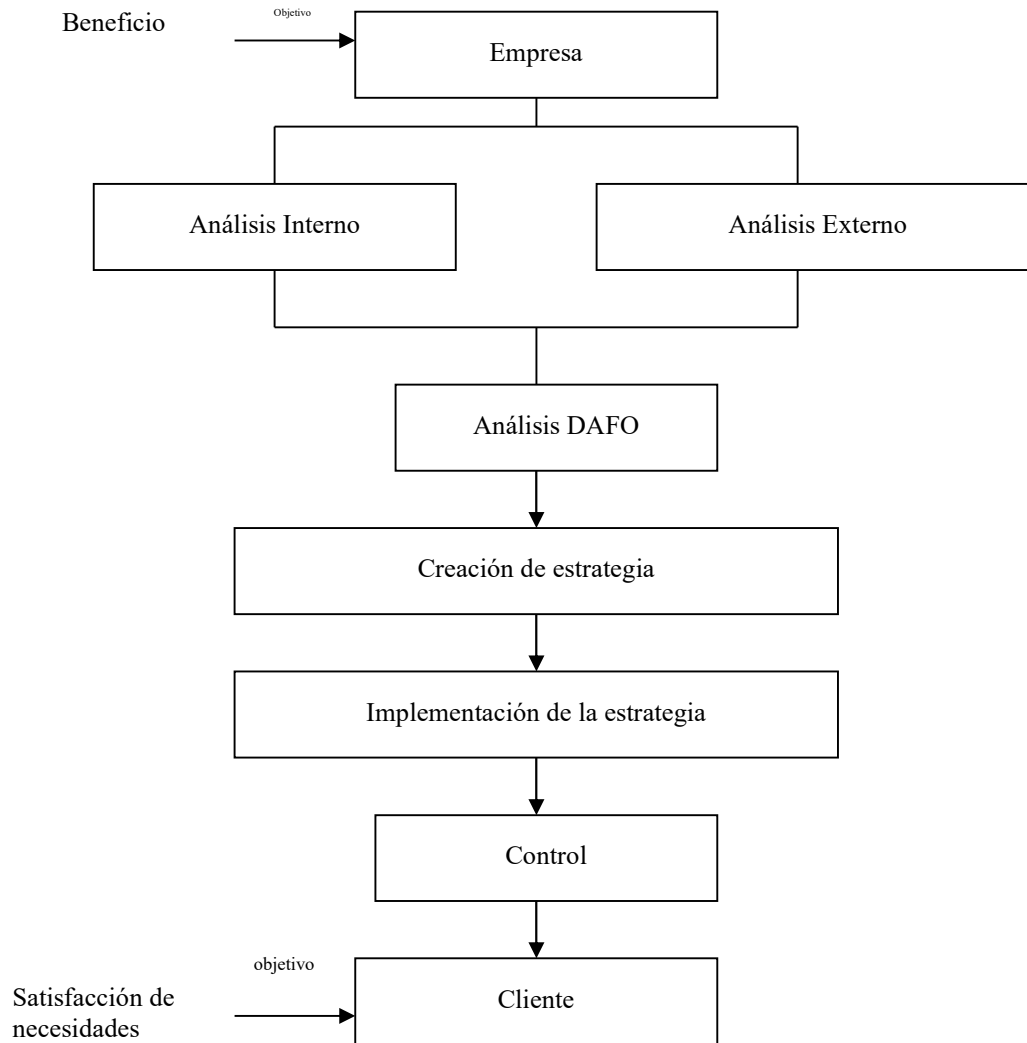 Beneficio
Objetivo
Empresa
Análisis Interno
Análisis Externo
Análisis DAFO
Creación de estrategia
Implementación de la estrategia
Control
objetivo
Satisfacción de
necesidades
Cliente